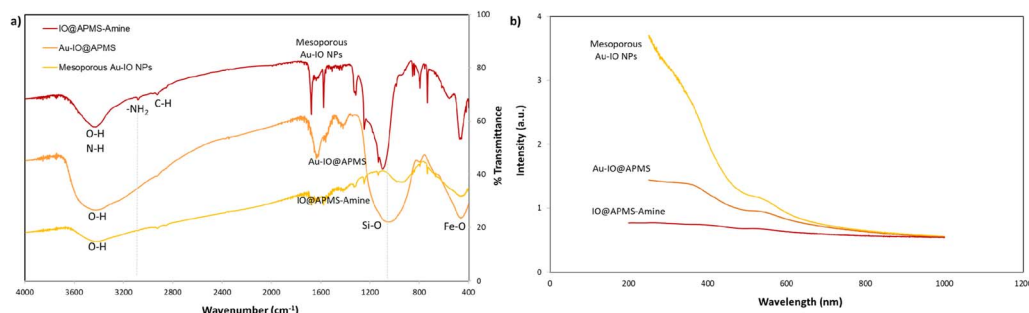 a)
IO@APMS-Amine
Au-IO@APMS
Mesoporous Au-IO NPs
Mesoporous
Au-IO NPs
-NH2
C-H
O-H
N-H
Au-IO@APMS
IO@APMS-Amine
O-H
O-H
Si-O
Fe-O
100
80
60
40
20
0
% Transmittance
4000
3600
3200
2800
2400
2000
1600
1200
800
400
Wavenumber (cm-1)
b)
4
3
2
1
0
Intensity (a.u.)
Mesoporous
Au-IO NPs
Au-IO@APMS
IO@APMS-Amine
0
200
400
600
800
1000
1200
Wavelength (nm)